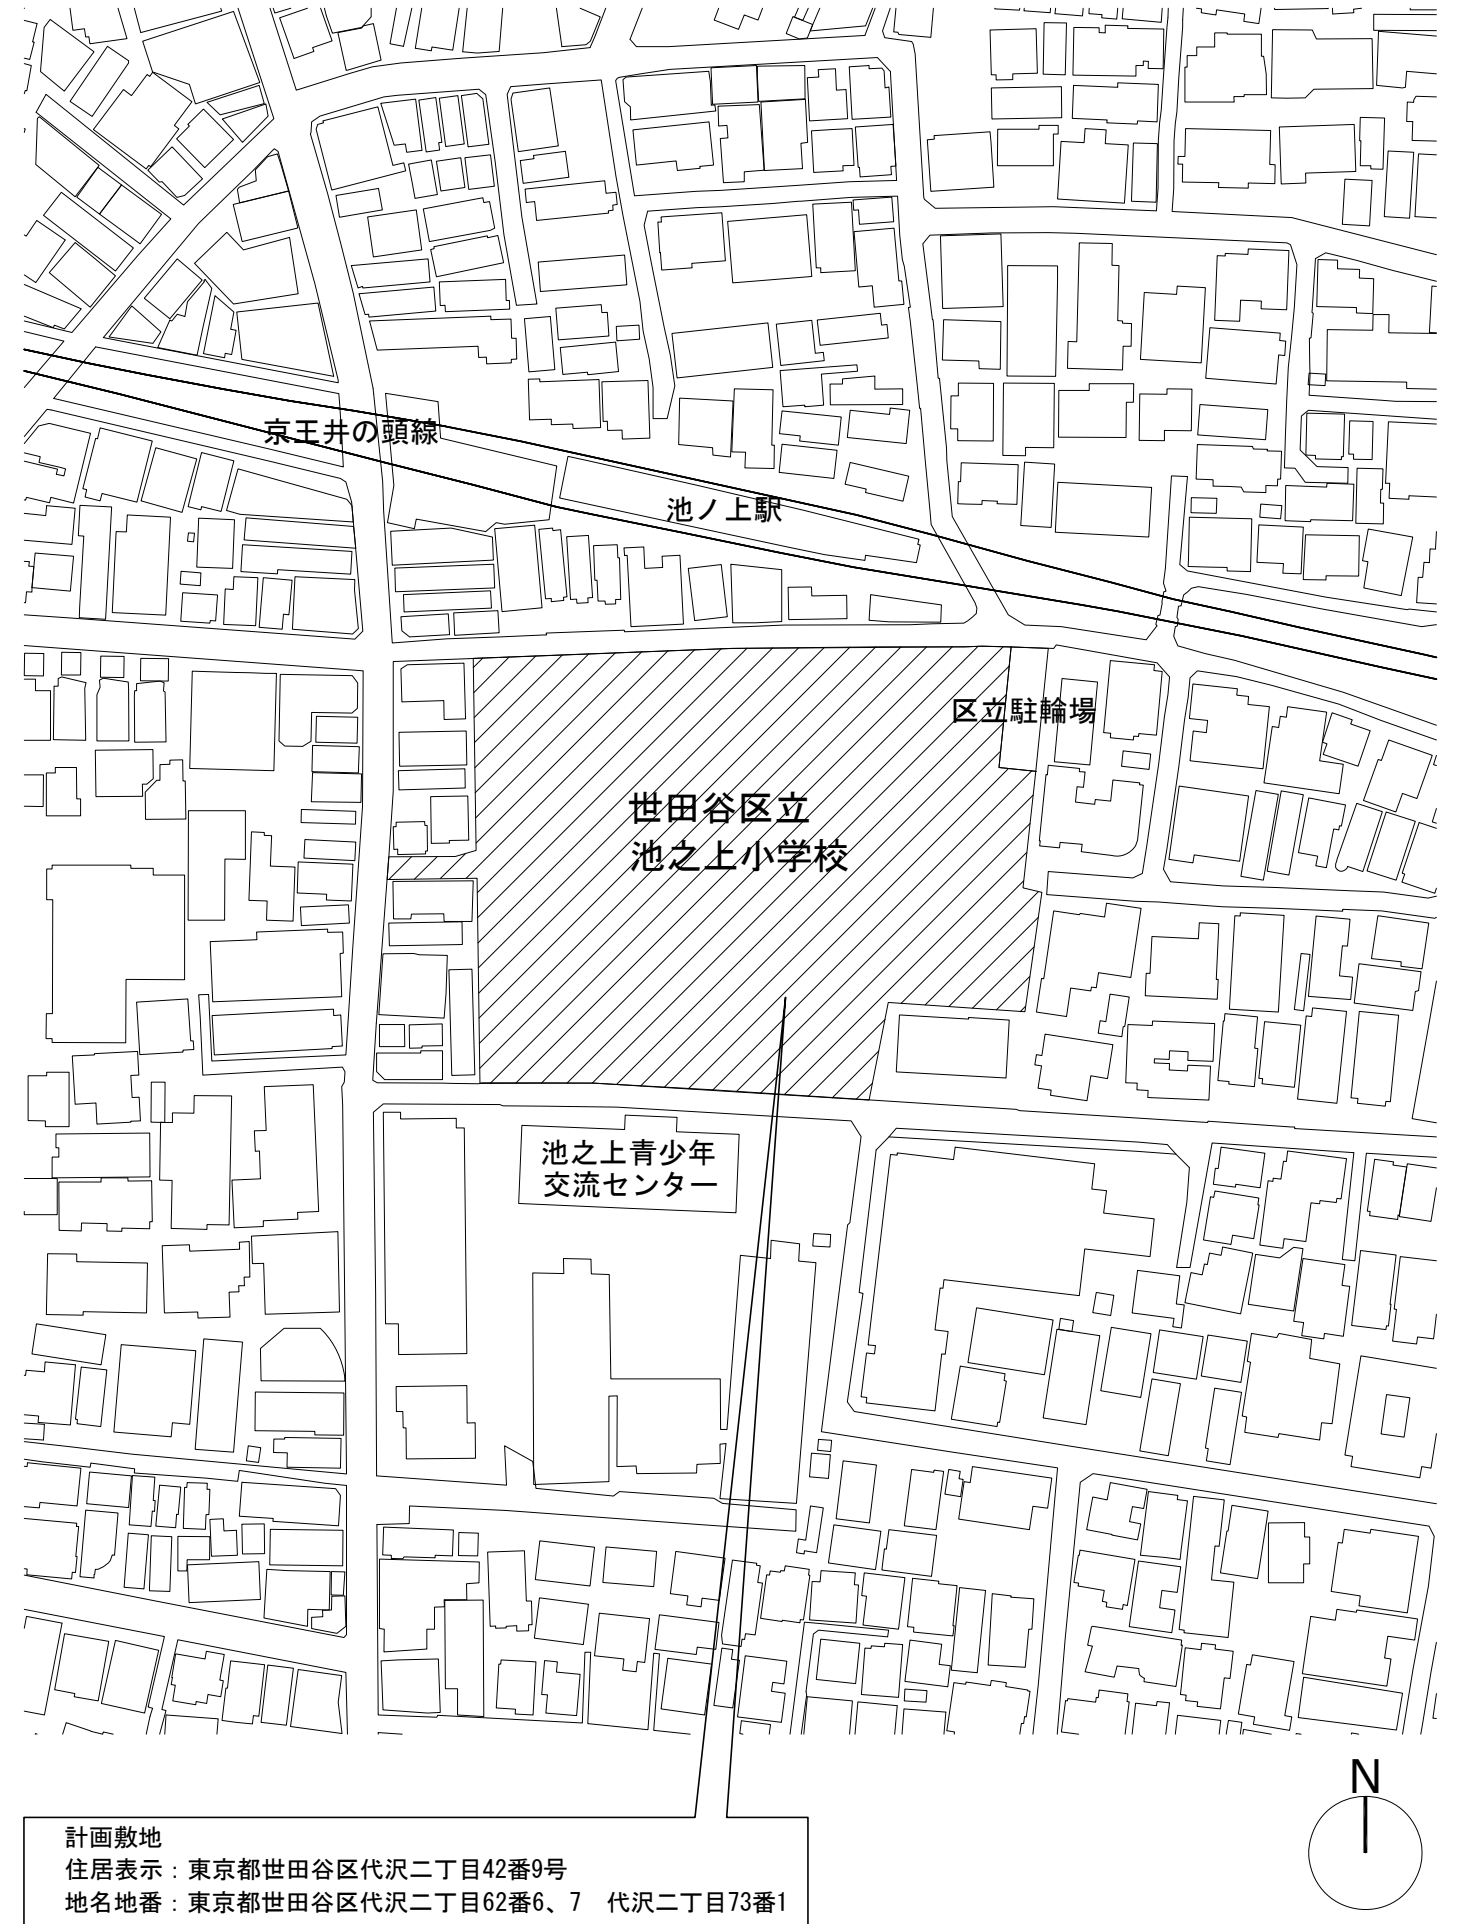 京王井の頭線
池ノ上駅
区立駐輪場
世田谷区立
池之上小学校
池之上青少年
交流センター
N
計画敷地
住居表示：東京都世田谷区代沢二丁目42番9号
地名地番：東京都世田谷区代沢二丁目62番6、7　代沢二丁目73番1